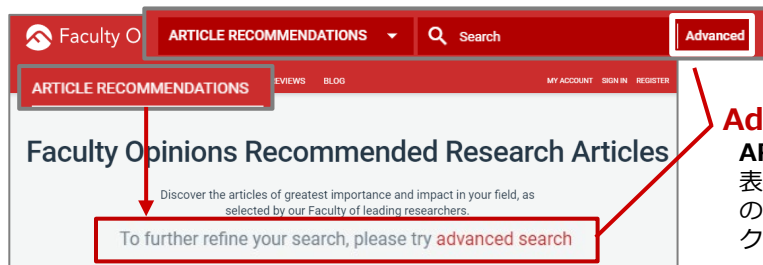 Faculty O
ARTICLE RECOMMENDATIONS
Search
Advanced
ARTICLE RECOMMENDATIONS
EVIEWS
BLOG
MY ACCOUNT
SIGN IN
REGISTER
Faculty Opinions Recommended Research Articles
Discover the articles of greatest importance and impact in your field, as
selected by our Faculty of leading researchers.
To further refine your search, please try advanced search
Ad
表
の
ク